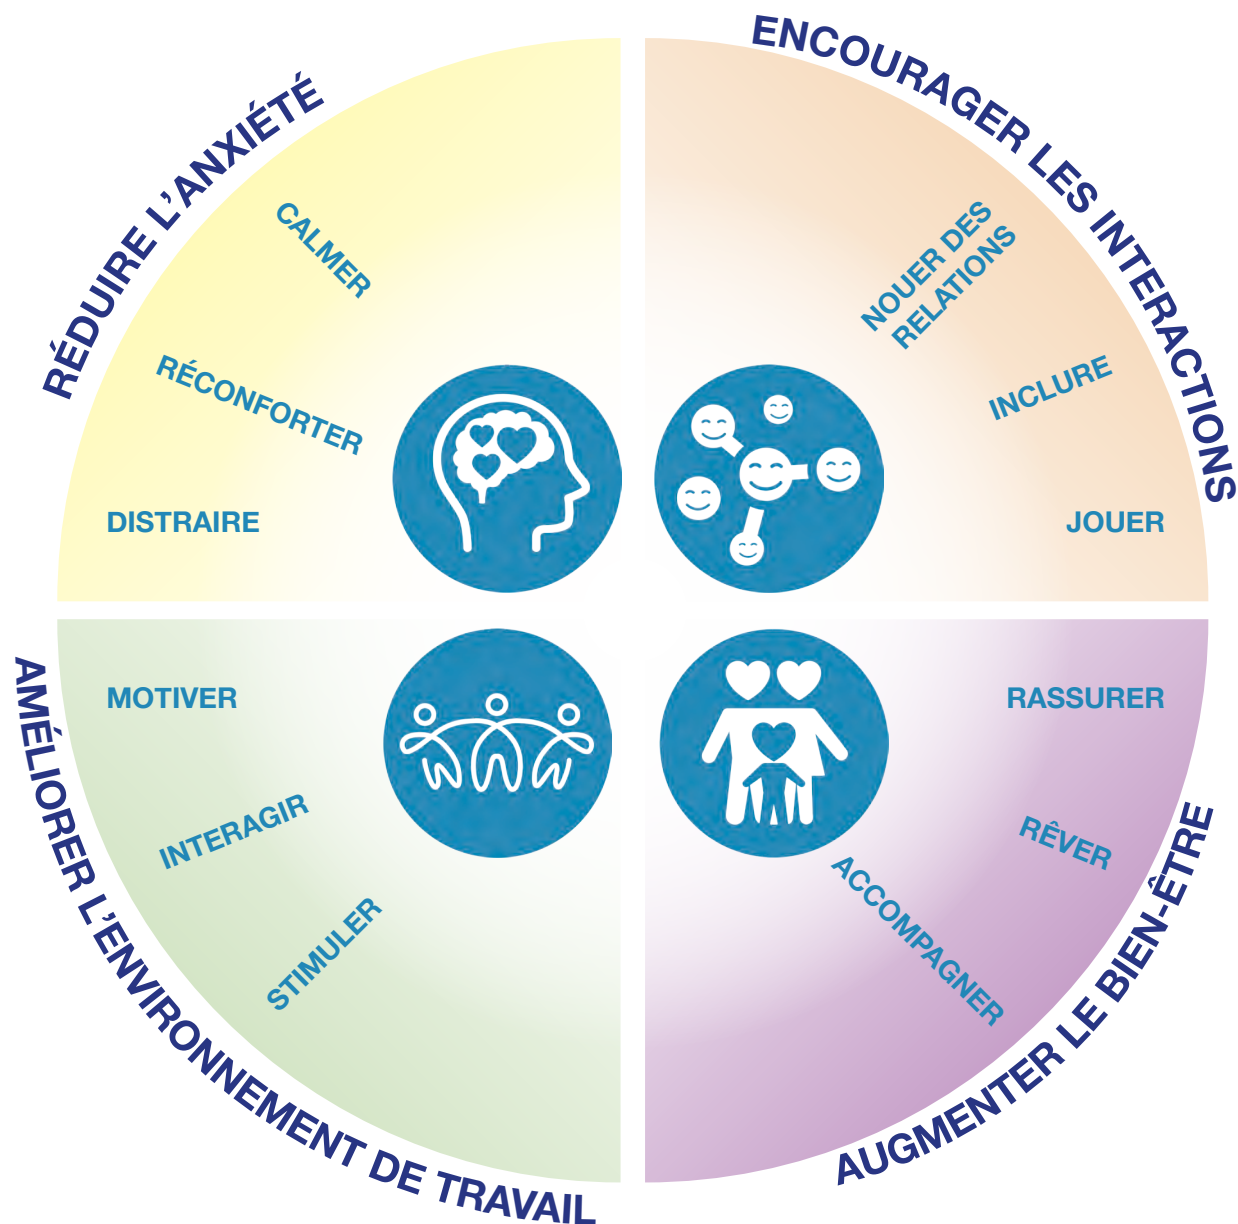 RÉDUIRE L'ANXIÉTÉ
CALMER
RÉCONFORTER
DISTRAIRE
ENCOURAGER LES INTERACTIONS
NOUER DES
RELATIONS
INCLURE
JOUER
AMÉLIORER L'ENVIRONNEMENT DE TRAVAIL
MOTIVER
INTERAGIR
STIMULER
AUGMENTER LE BIEN-ÊTRE
RASSURER
RÊVER
ACCOMPAGNER